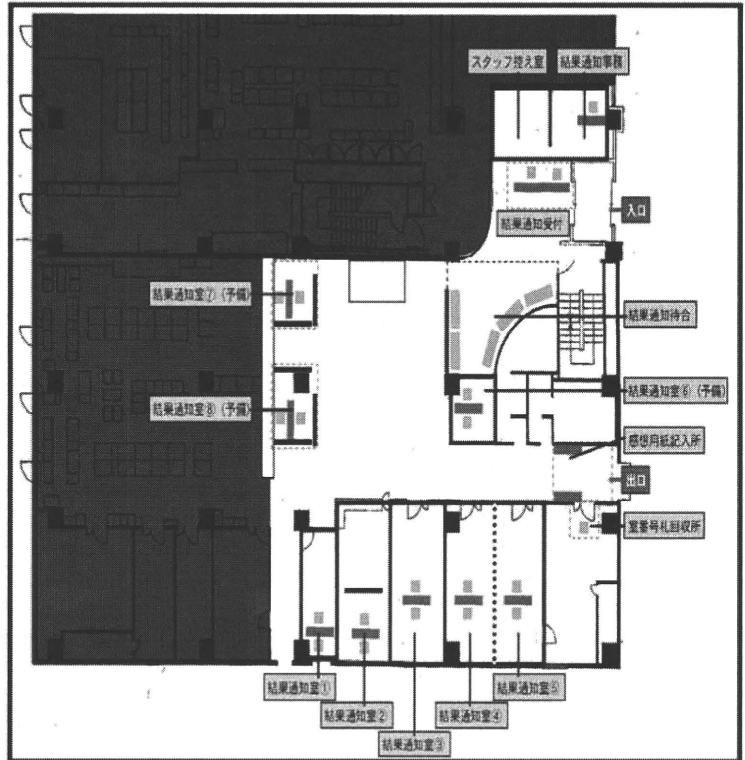 スタッフ控え室
結果通知事務
入口
結果通知受付
結果通知室⑦（予備）
結果通知待合
結果通知室⑥（予備）
結果通知室⑧（予備）
感想用紙記入所
出口
室番号札回収所
結果通知室①
結果通知室②
結果通知室③
結果通知室④
結果通知室⑤